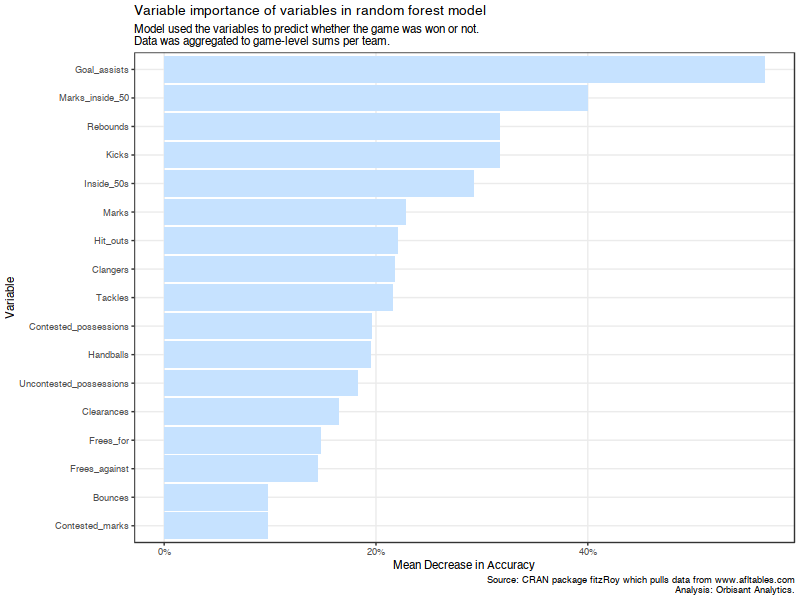 Variable importance of variables in random forest model
Model used the variables to predict whether the game was won or not.
Data was aggregated to game-level sums per team.
Variable
Goal_assists
Marks_inside_50
Rebounds
Kicks
Inside_50s
Marks
Hit_outs
Clangers
Tackles
Contested_possessions
Handballs
Uncontested_possessions
Clearances
Frees_for
Frees_against
Bounces
Contested_marks
0% 20% 40%
Mean Decrease in Accuracy
Source: CRAN package fitzRoy which pulls data from www.afltables.com
Analysis: Orbisant Analytics.